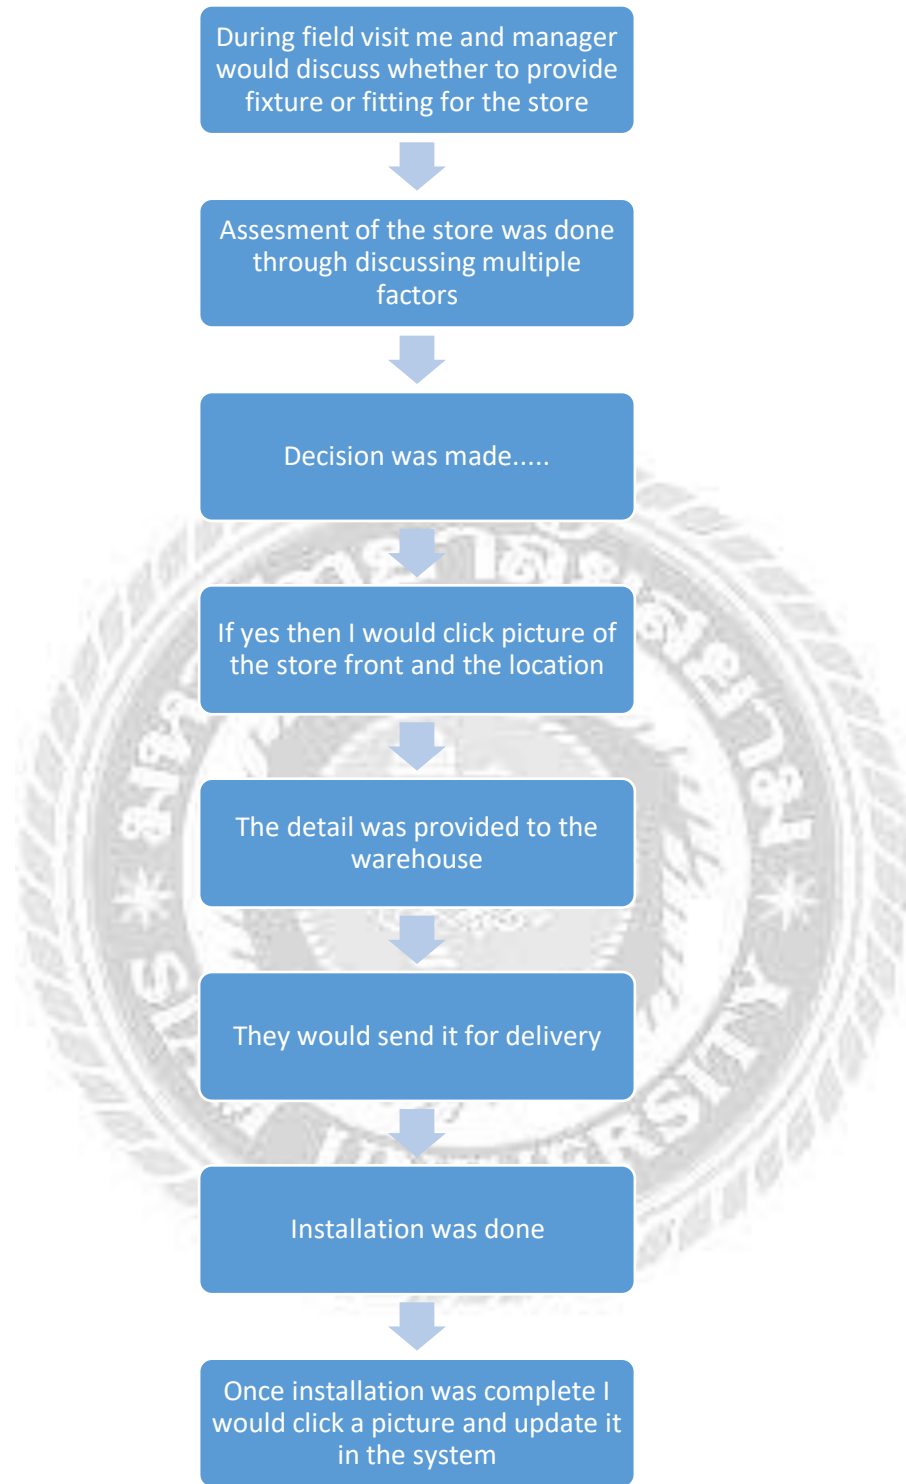 During field visit me and manager
would discuss whether to provide
fixture or fitting for the store
Assesment of the store was done
through discussing multiple
factors
Decision was made.....
If yes then I would click picture of
the store front and the location
The detail was provided to the
warehouse
They would send it for delivery
Installation was done
Once installation was complete I
would click a picture and update it
in the system